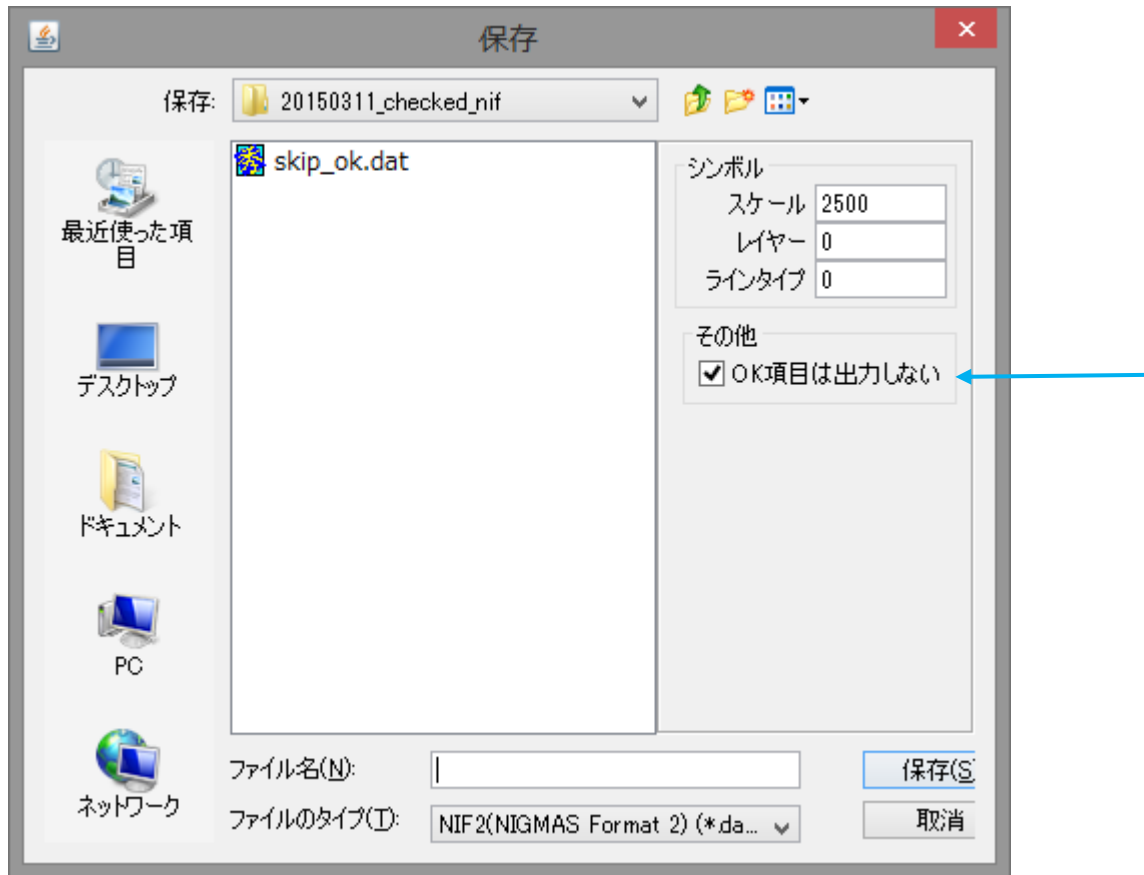 保存
保存: 20150311_checked_nif
skip_ok.dat
最近使った項
目
デスクトップ
ドキュメント
PC
ネットワーク
シンボル
スケール 2500
レイヤー 0
ラインタイプ 0
その他
OK項目は出力しない
ファイル名(N):
保存(S
ファイルのタイプ(T): NIF2(NIGMAS Format 2) (*.da...
取消